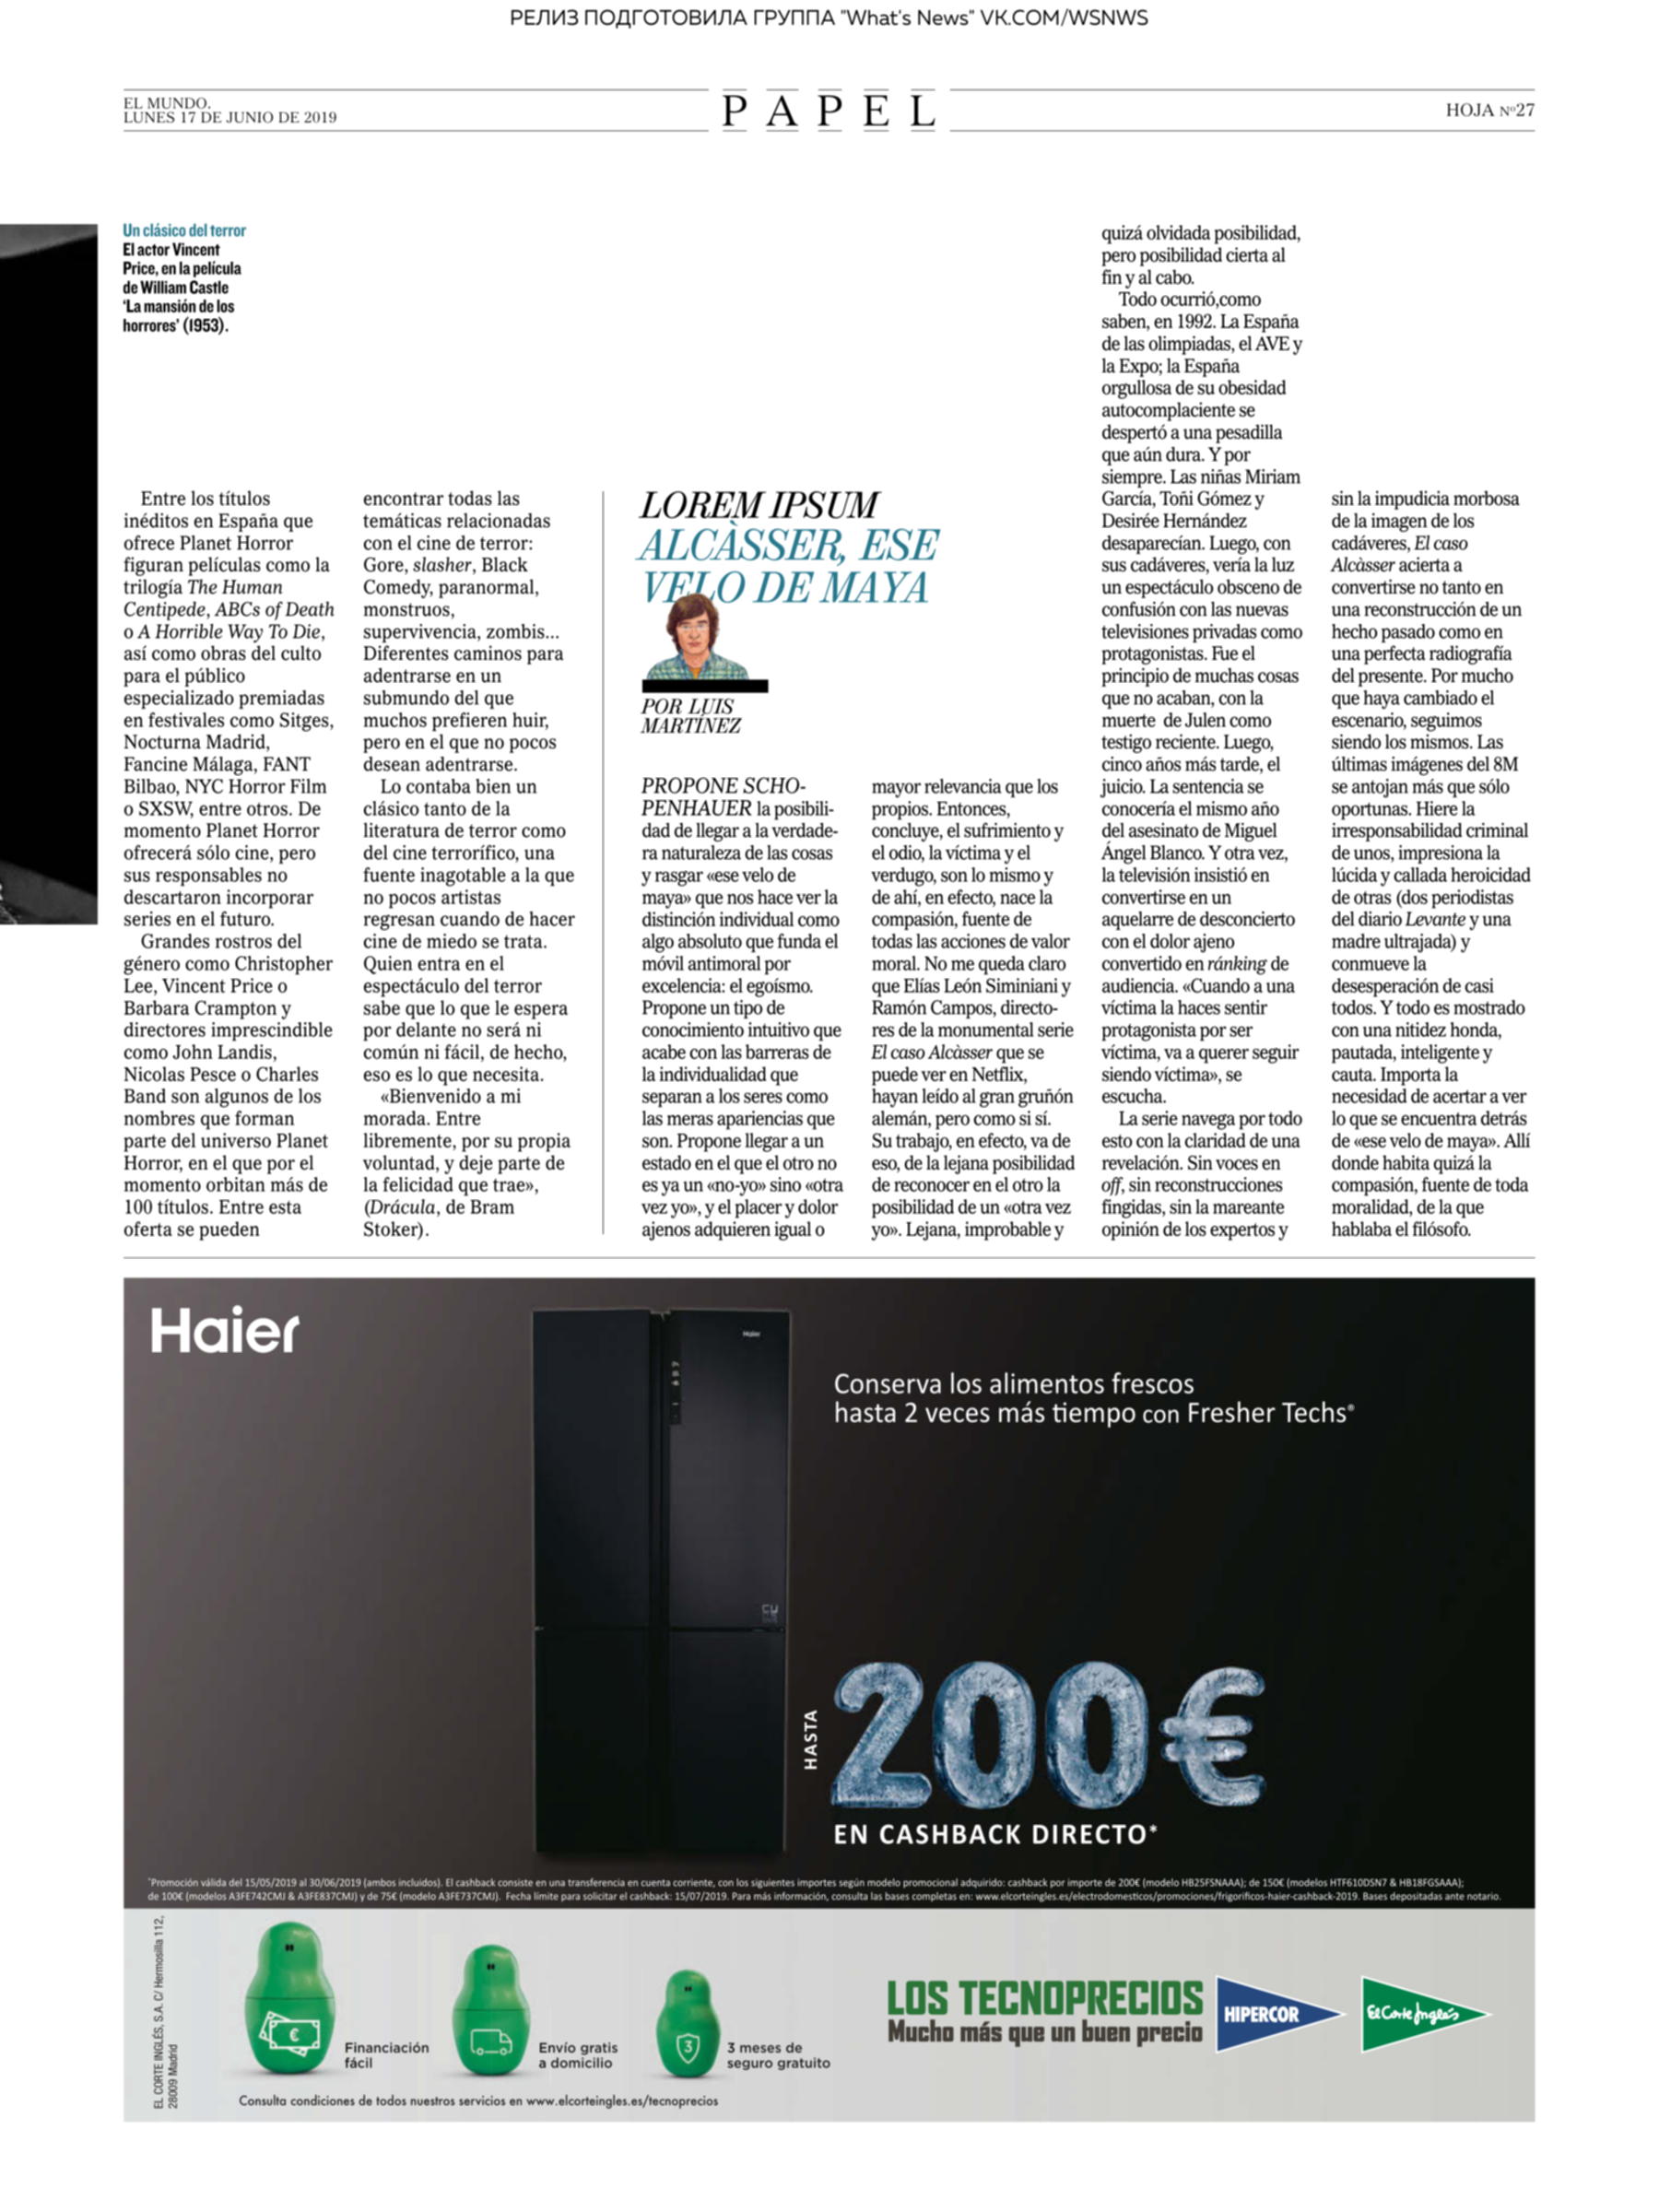 РЕЛИЗ ПОДГОТОВИЛА ГРУППА "What's News" VK.COM/WSNWS
EL MUNDO.
LUNES 17 DE JUNIO DE 2019
PAPEL
HOJA Nº27
Un clásico del terror
El actor Vincent
Price, en la película
de William Castle
‘La mansión de los
horrores’ (1953).
Entre los títulos
inéditos en España que
ofrece Planet Horror
figuran películas como la
trilogía The Human
Centipede, ABCs of Death
o A Horrible Way To Die,
así como obras del culto
para el público
especializado premiadas
en festivales como Sitges,
Nocturna Madrid,
Fancine Málaga, FANT
Bilbao, NYC Horror Film
o SXSW, entre otros. De
momento Planet Horror
ofrecerá sólo cine, pero
sus responsables no
descartaron incorporar
series en el futuro.
Grandes rostros del
género como Christopher
Lee, Vincent Price o
Barbara Crampton y
directores imprescindible
como John Landis,
Nicolas Pesce o Charles
Band son algunos de los
nombres que forman
parte del universo Planet
Horror, en el que por el
momento orbitan más de
100 títulos. Entre esta
oferta se pueden
encontrar todas las
temáticas relacionadas
con el cine de terror:
Gore, slasher, Black
Comedy, paranormal,
monstruos,
supervivencia, zombis...
Diferentes caminos para
adentrarse en un
submundo del que
muchos prefieren huir,
pero en el que no pocos
desean adentrarse.
Lo contaba bien un
clásico tanto de la
literatura de terror como
del cine terrorífico, una
fuente inagotable a la que
no pocos artistas
regresan cuando de hacer
cine de miedo se trata.
Quien entra en el
espectáculo del terror
sabe que lo que le espera
por delante no será ni
común ni fácil, de hecho,
eso es lo que necesita.
«Bienvenido a mi
morada. Entre
libremente, por su propia
voluntad, y deje parte de
la felicidad que trae»,
(Drácula, de Bram
Stoker).
LOREM IPSUM
ALCÀSSER, ESE
VELO DE MAYA
POR LUIS
MARTÍNEZ
PROPONE SCHO-
PENHAUER la posibili-
dad de llegar a la verdade-
ra naturaleza de las cosas
y rasgar «ese velo de
maya» que nos hace ver la
distinción individual como
algo absoluto que funda el
móvil antimoral por
excelencia: el egoísmo.
Propone un tipo de
conocimiento intuitivo que
acabe con las barreras de
la individualidad que
separan a los seres como
las meras apariencias que
son. Propone llegar a un
estado en el que el otro no
es ya un «no-yo» sino «otra
vez yo», y el placer y dolor
ajenos adquieren igual o
mayor relevancia que los
propios. Entonces,
concluye, el sufrimiento y
el odio, la víctima y el
verdugo, son lo mismo y
de ahí, en efecto, nace la
compasión, fuente de
todas las acciones de valor
moral. No me queda claro
que Elías León Siminiani y
Ramón Campos, directo-
res de la monumental serie
El caso Alcàsser que se
puede ver en Netflix,
hayan leído al gran gruñón
alemán, pero como si sí.
Su trabajo, en efecto, va de
eso, de la lejana posibilidad
de reconocer en el otro la
posibilidad de un «otra vez
yo». Lejana, improbable y
quizá olvidada posibilidad,
pero posibilidad cierta al
fin y al cabo.
Todo ocurrió,como
saben, en 1992. La España
de las olimpiadas, el AVE y
la Expo; la España
orgullosa de su obesidad
autocomplaciente se
despertó a una pesadilla
que aún dura. Y por
siempre. Las niñas Miriam
García, Toñi Gómez y
Desirée Hernández
desaparecían. Luego, con
sus cadáveres, vería la luz
un espectáculo obsceno de
confusión con las nuevas
televisiones privadas como
protagonistas. Fue el
principio de muchas cosas
que no acaban, con la
muerte de Julen como
testigo reciente. Luego,
cinco años más tarde, el
juicio. La sentencia se
conocería el mismo año
del asesinato de Miguel
Ángel Blanco. Y otra vez,
la televisión insistió en
convertirse en un
aquelarre de desconcierto
con el dolor ajeno
convertido en ránking de
audiencia. «Cuando a una
víctima la haces sentir
protagonista por ser
víctima, va a querer seguir
siendo víctima», se
escucha.
La serie navega por todo
esto con la claridad de una
revelación. Sin voces en
off, sin reconstrucciones
fingidas, sin la mareante
opinión de los expertos y
sin la impudicia morbosa
de la imagen de los
cadáveres, El caso
Alcàsser acierta a
convertirse no tanto en
una reconstrucción de un
hecho pasado como en
una perfecta radiografía
del presente. Por mucho
que haya cambiado el
escenario, seguimos
siendo los mismos. Las
últimas imágenes del 8M
se antojan más que sólo
oportunas. Hiere la
irresponsabilidad criminal
de unos, impresiona la
lúcida y callada heroicidad
de otras (dos periodistas
del diario Levante y una
madre ultrajada) y
conmueve la
desesperación de casi
todos. Y todo es mostrado
con una nitidez honda,
pautada, inteligente y
cauta. Importa la
necesidad de acertar a ver
lo que se encuentra detrás
de «ese velo de maya». Allí
donde habita quizá la
compasión, fuente de toda
moralidad, de la que
hablaba el filósofo.
Haier
Haier
Conserva los alimentos frescos
hasta 2 veces más tiempo con Fresher Techs®
HASTA
200€
EN CASHBACK DIRECTO*
*Promoción válida del 15/05/2019 al 30/06/2019 (ambos incluidos). El cashback consiste en una transferencia en cuenta corriente, con los siguientes importes según modelo promocional adquirido: cashback por importe de 200€ (modelo HB25FSNAAA); de 150€ (modelos HTF610DSN7 & HB18FGSAAA);
de 100€ (modelos A3FE742CMJ & A3FE837CMJ) y de 75€ (modelo A3FE737CMJ). Fecha límite para solicitar el cashback: 15/07/2019. Para más información, consulta las bases completas en: www.elcorteingles.es/electrodomesticos/promociones/frigorificos-haier-cashback-2019. Bases depositadas ante notario.
EL CORTE INGLÉS, S.A. C/ Hermosilla 112,
28009 Madrid
€
Financiación
fácil
Envío gratis
a domicilio
3
3 meses de
seguro gratuito
LOS TECNOPRECIOS
Mucho más que un buen precio
HIPERCOR
El Corte Inglés
Consulta condiciones de todos nuestros servicios en www.elcorteingles.es/tecnoprecios